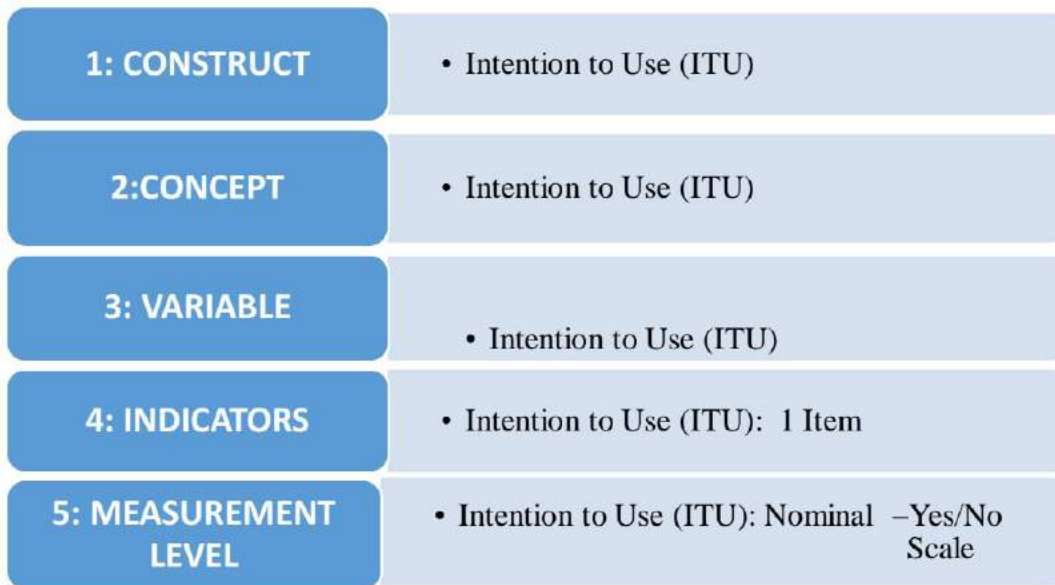 1: CONSTRUCT
• Intention to Use (ITU)
2:CONCEPT
• Intention to Use (ITU)
3: VARIABLE
• Intention to Use (ITU)
4: INDICATORS
• Intention to Use (ITU): 1 Item
5: MEASUREMENT
LEVEL
• Intention to Use (ITU): Nominal –Yes/No
Scale